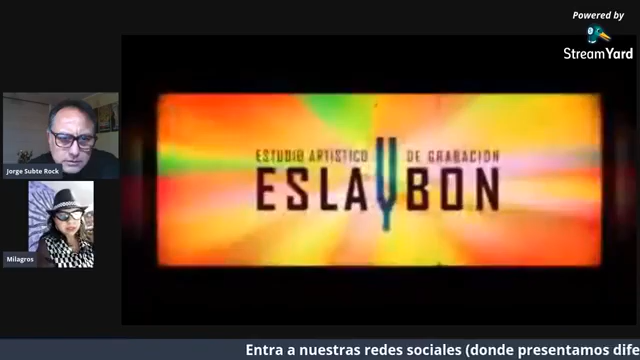 Powered by
StreamYard
ESTUDIO ARTISTICO DE GRABACION
ESLABON
Jorge Subte Rock
Milagros
Entra a nuestras redes sociales (donde presentamos dife